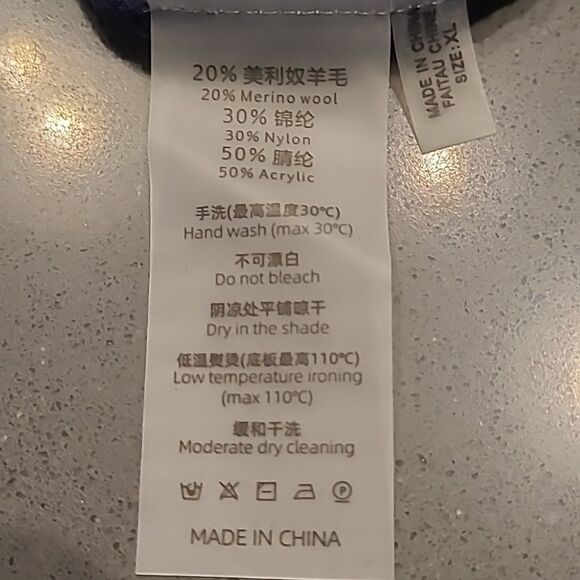 20% 美利奴羊毛
20% Merino wool
30% 锦纶
30% Nylon
50% 腈纶
50% Acrylic
手洗(最高温度30℃)
Hand wash (max 30℃)
不可漂白
Do not bleach
阴凉处平铺晾干
Dry in the shade
低温熨烫(底板最高110℃)
Low temperature ironing
(max 110℃)
缓和干洗
Moderate dry cleaning
P
MADE IN CHINA
MADE IN
FAITAU
SIZE:XL